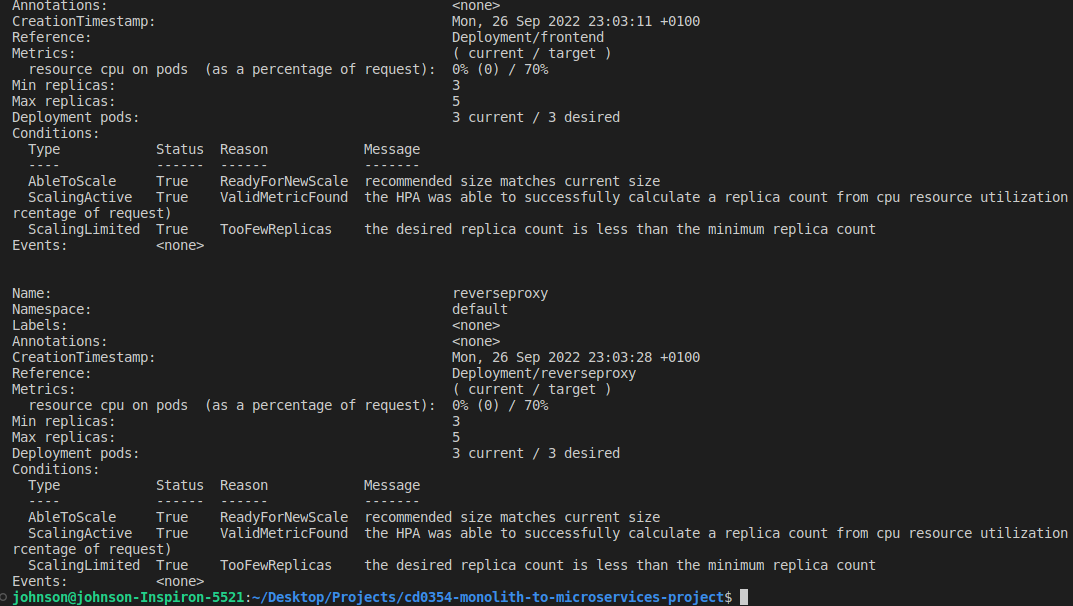 Annotations:                                           <none>
CreationTimestamp:                                     Mon, 26 Sep 2022 23:03:11 +0100
Reference:                                             Deployment/frontend
Metrics:                                               ( current / target )
  resource cpu on pods  (as a percentage of request):  0% (0) / 70%
Min replicas:                                          3
Max replicas:                                          5
Deployment pods:                                       3 current / 3 desired
Conditions:
  Type            Status  Reason            Message
  ----            ------  ------            -------
  AbleToScale     True    ReadyForNewScale  recommended size matches current size
  ScalingActive   True    ValidMetricFound  the HPA was able to successfully calculate a replica count from cpu resource utilization
rcentage of request)
  ScalingLimited  True    TooFewReplicas    the desired replica count is less than the minimum replica count
Events:           <none>
Name:                                                  reverseproxy
Namespace:                                             default
Labels:                                                <none>
Annotations:                                           <none>
CreationTimestamp:                                     Mon, 26 Sep 2022 23:03:28 +0100
Reference:                                             Deployment/reverseproxy
Metrics:                                               ( current / target )
  resource cpu on pods  (as a percentage of request):  0% (0) / 70%
Min replicas:                                          3
Max replicas:                                          5
Deployment pods:                                       3 current / 3 desired
Conditions:
  Type            Status  Reason            Message
  ----            ------  ------            -------
  AbleToScale     True    ReadyForNewScale  recommended size matches current size
  ScalingActive   True    ValidMetricFound  the HPA was able to successfully calculate a replica count from cpu resource utilization
rcentage of request)
  ScalingLimited  True    TooFewReplicas    the desired replica count is less than the minimum replica count
Events:           <none>
johnson@johnson-Inspiron-5521:~/Desktop/Projects/cd0354-monolith-to-microservices-project$